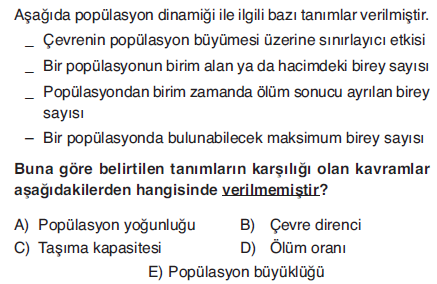 Aşağıda popülasyon dinamiği ile ilgili bazı tanımlar verilmiştir.
_ Çevrenin popülasyon büyümesi üzerine sınırlayıcı etkisi
_ Bir popülasyonun birim alan ya da hacimdeki birey sayısı
_ Popülasyondan birim zamanda ölüm sonucu ayrılan birey
sayısı
– Bir popülasyonda bulunabilecek maksimum birey sayısı
Buna göre belirtilen tanımların karşılığı olan kavramlar
aşağıdakilerden hangisinde verilmemiştir?
A) Popülasyon yoğunluğu B) Çevre direnci
C) Taşıma kapasitesi D) Ölüm oranı
E) Popülasyon büyüklüğü